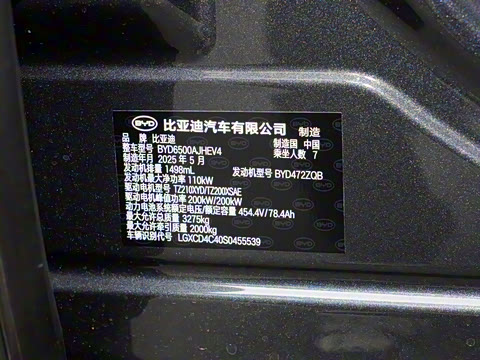 BYD 比亚迪汽车有限公司 制造
品 牌 比亚迪 制造国 中国
整车型号 BYD6500AJHEV4 乘坐人数 7
制造年月 2025 年 5 月
发动机排量 1498mL 发动机型号 BYD472ZQB
发动机最大净功率 110kW
驱动电机型号 TZ210XYD/TZ200XSAE
驱动电机峰值功率 200kW/200kW
动力电池系统额定电压/额定容量 454.4V/78.4Ah
最大允许总质量 3275kg
最大允许牵引质量 2000kg
车辆识别代号 LGXCD4C40S0455539